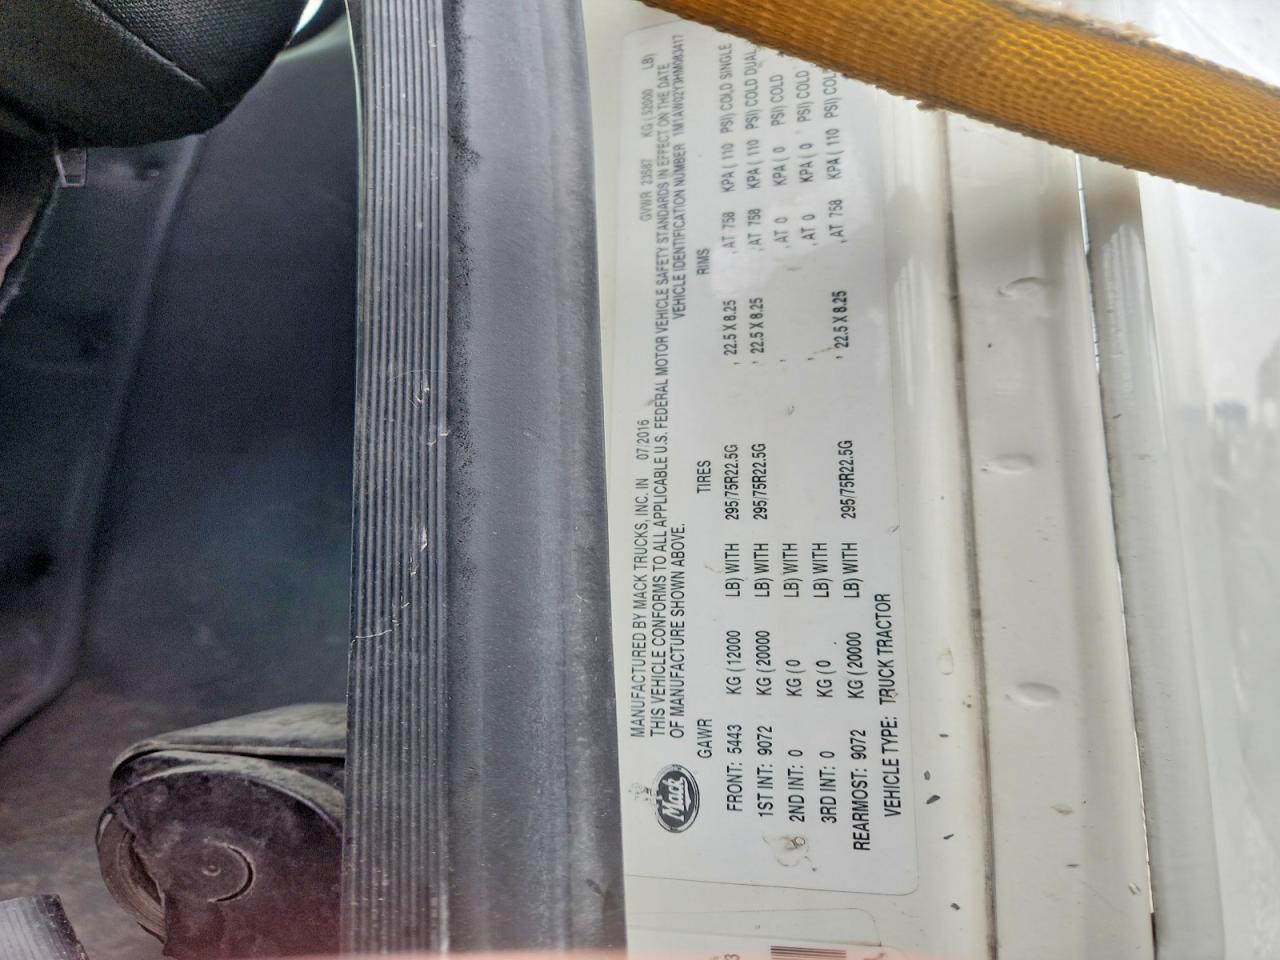 Mack
MANUFACTURED BY MACK TRUCKS, INC. IN 07/2016 GVWR 23587 KG (52000 LB)
THIS VEHICLE CONFORMS TO ALL APPLICABLE U.S. FEDERAL MOTOR VEHICLE SAFETY STANDARDS IN EFFECT ON THE DATE
OF MANUFACTURE SHOWN ABOVE. VEHICLE IDENTIFICATION NUMBER 1M1AW02Y3HM083417
GAWR TIRES RIMS
FRONT: 5443 KG (12000 LB) WITH 295/75R22.5G , 22.5 X 8.25 , AT 758 KPA ( 110 PSI) COLD SINGLE
1ST INT: 9072 KG (20000 LB) WITH 295/75R22.5G , 22.5 X 8.25 , AT 758 KPA ( 110 PSI) COLD DUAL
2ND INT: 0 KG (0 LB) WITH , , AT 0 KPA ( 0 PSI) COLD
3RD INT: 0 KG (0 LB) WITH , , AT 0 KPA ( 0 PSI) COLD
REARMOST: 9072 KG (20000 LB) WITH 295/75R22.5G , 22.5 X 8.25 , AT 758 KPA ( 110 PSI) COL
VEHICLE TYPE: TRUCK TRACTOR
3